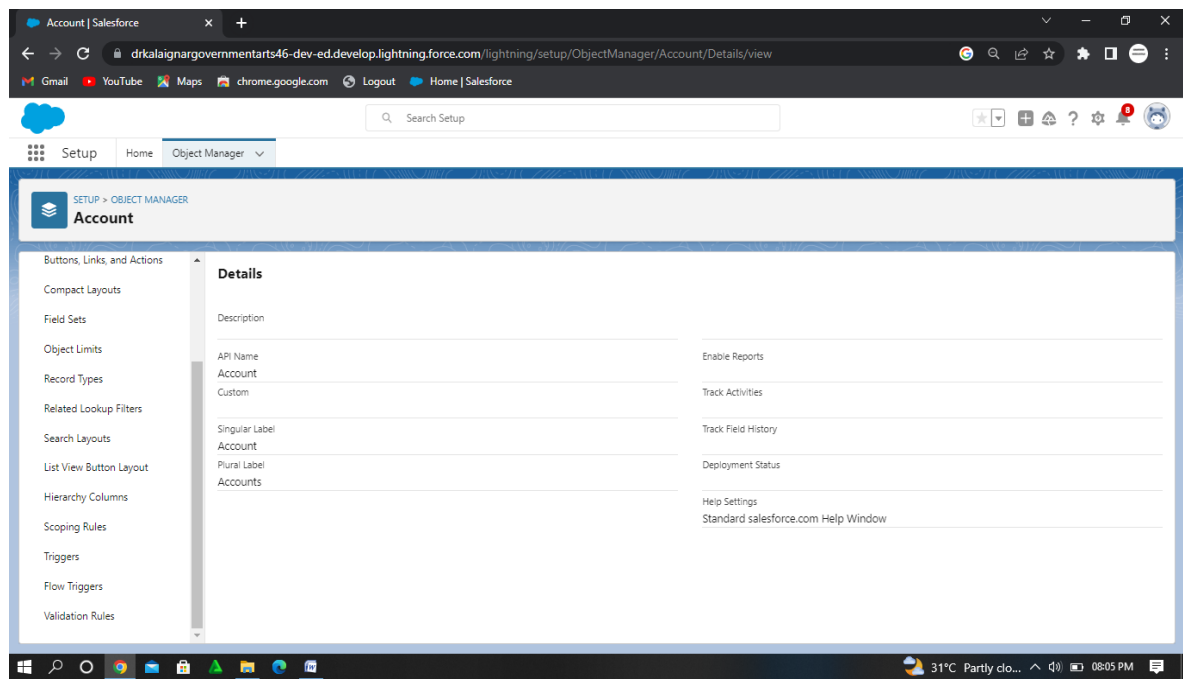 Account | Salesforce
drkalaignargovernmentarts46-dev-ed.develop.lightning.force.com/lightning/setup/ObjectManager/Account/Details/view
Gmail YouTube Maps chrome.google.com Logout Home | Salesforce
Search Setup
8
Setup Home Object Manager
SETUP > OBJECT MANAGER
Account
Buttons, Links, and Actions
Compact Layouts
Field Sets
Object Limits
Record Types
Related Lookup Filters
Search Layouts
List View Button Layout
Hierarchy Columns
Scoping Rules
Triggers
Flow Triggers
Validation Rules
Details
Description
API Name
Account
Custom
Singular Label
Account
Plural Label
Accounts
Enable Reports
Track Activities
Track Field History
Deployment Status
Help Settings
Standard salesforce.com Help Window
31°C Partly clo... 08:05 PM